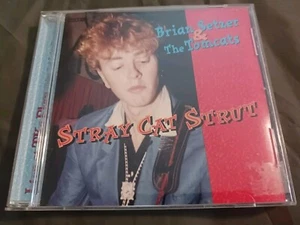 Brian Setzer
&
The Tomcats
STRAY CAT STRUT